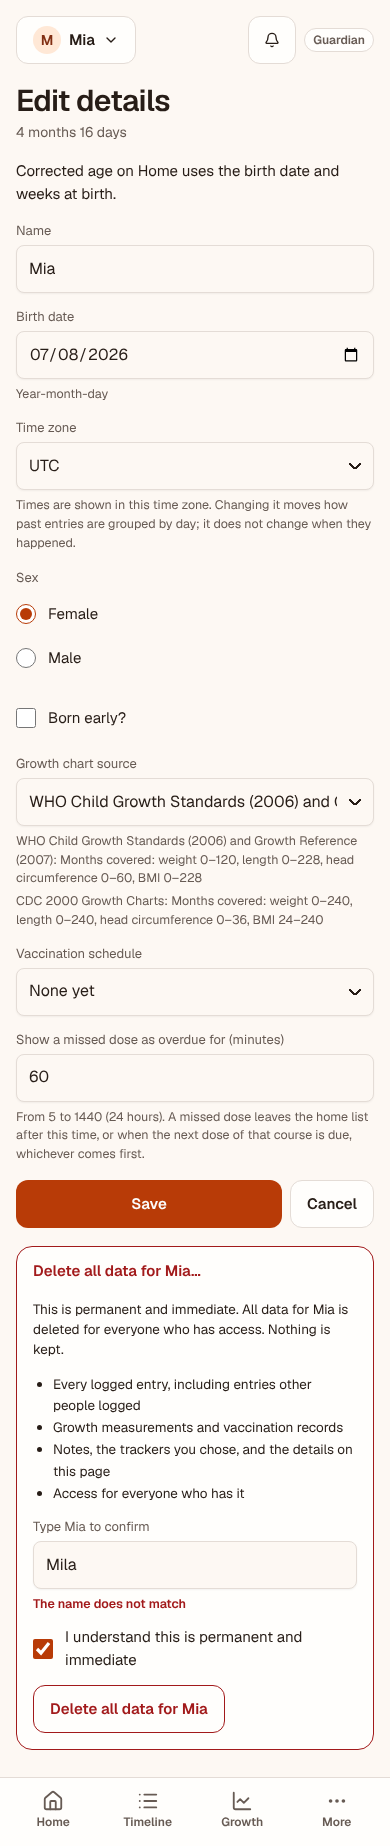 M Mia Guardian
Edit details
4 months 16 days
Corrected age on Home uses the birth date and
weeks at birth.
Name
Mia
Birth date
07/08/2026
Year-month-day
Time zone
UTC
Times are shown in this time zone. Changing it moves how
past entries are grouped by day; it does not change when they
happened.
Sex
Female
Male
Born early?
Growth chart source
WHO Child Growth Standards (2006) and
WHO Child Growth Standards (2006) and Growth Reference
(2007): Months covered: weight 0–120, length 0–228, head
circumference 0–60, BMI 0–228
CDC 2000 Growth Charts: Months covered: weight 0–240,
length 0–240, head circumference 0–36, BMI 24–240
Vaccination schedule
None yet
Show a missed dose as overdue for (minutes)
60
From 5 to 1440 (24 hours). A missed dose leaves the home list
after this time, or when the next dose of that course is due,
whichever comes first.
Save Cancel
Delete all data for Mia…
This is permanent and immediate. All data for Mia is
deleted for everyone who has access. Nothing is
kept.
• Every logged entry, including entries other
people logged
• Growth measurements and vaccination records
• Notes, the trackers you chose, and the details on
this page
• Access for everyone who has it
Type Mia to confirm
Mila
The name does not match
I understand this is permanent and
immediate
Delete all data for Mia
Home Timeline Growth More